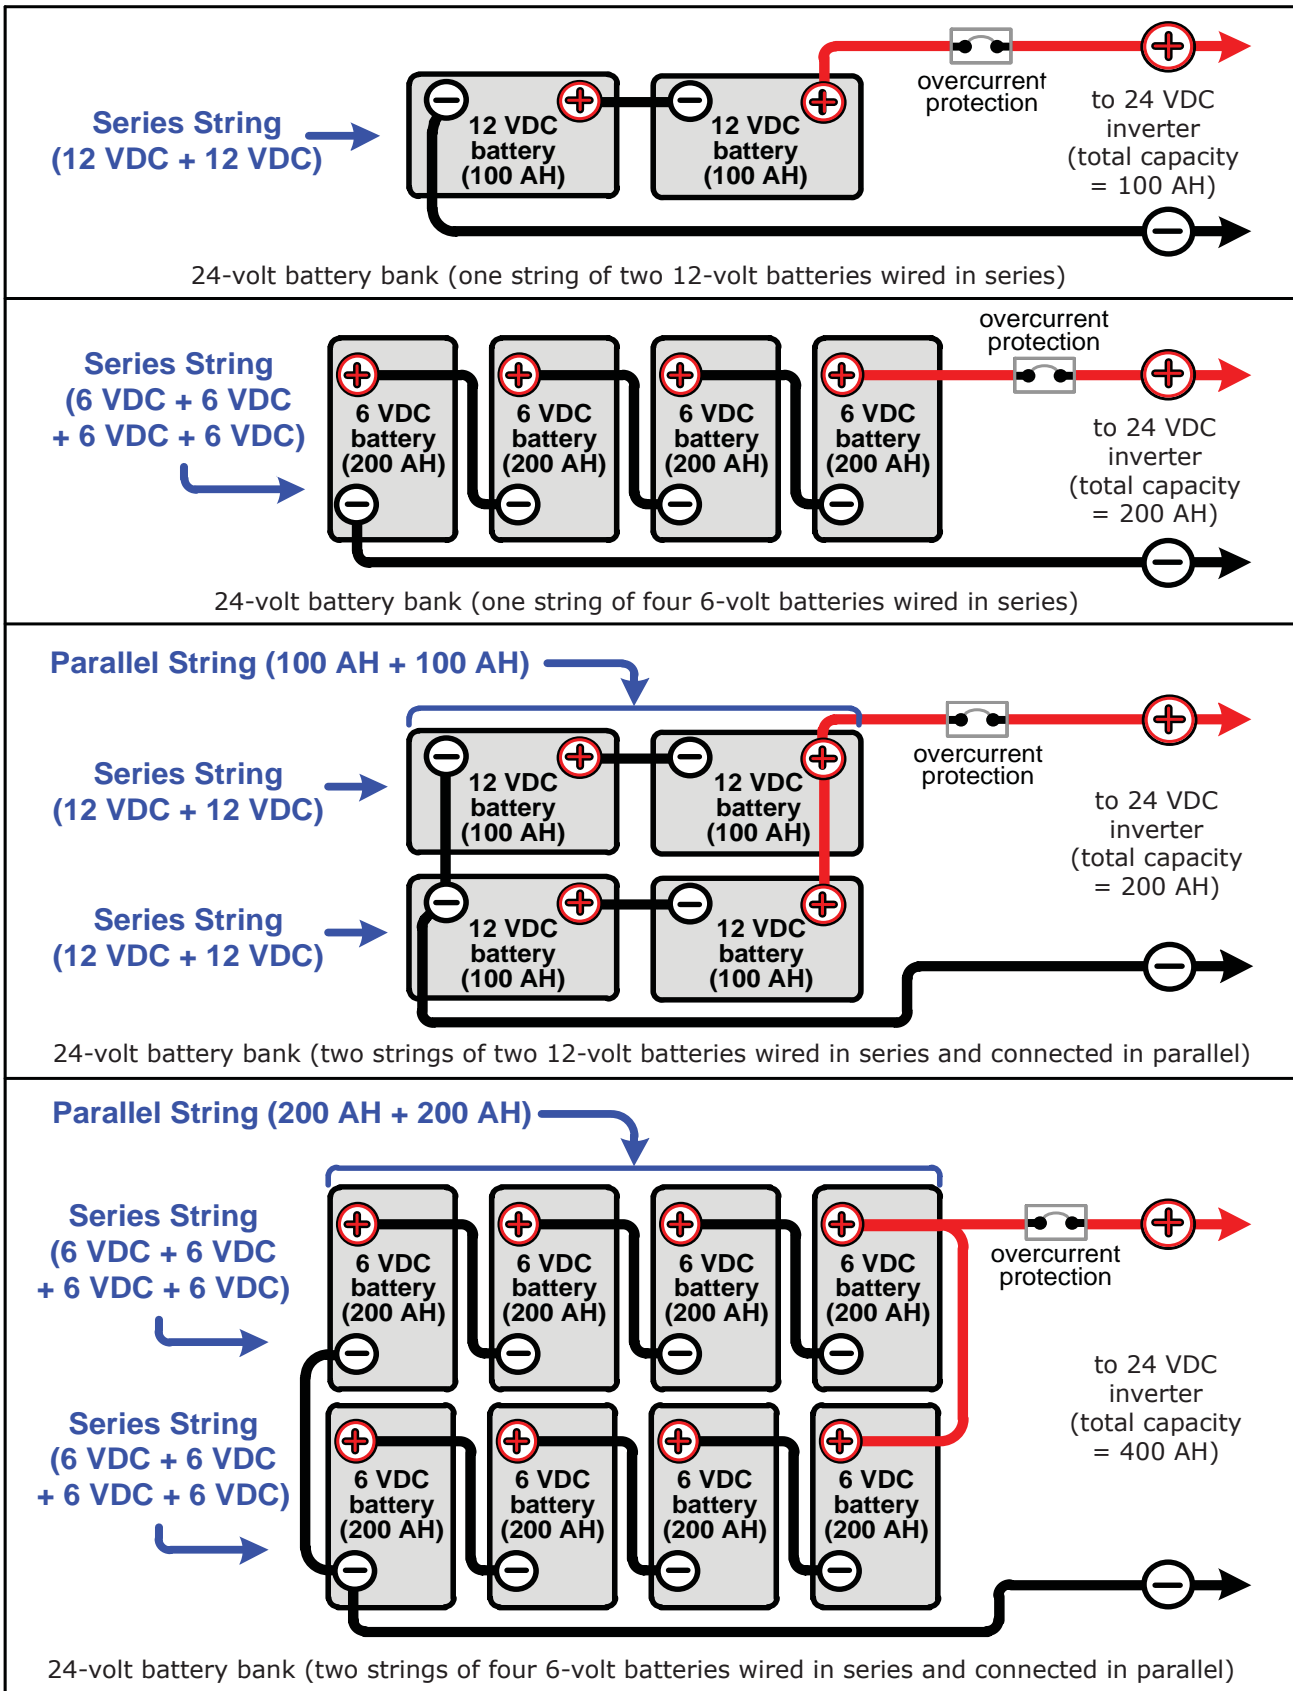 overcurrent
protection
Series String
(12 VDC + 12 VDC)
12 VDC
battery
(100 AH)
12 VDC
battery
(100 AH)
to 24 VDC
inverter
(total capacity
= 100 AH)
24-volt battery bank (one string of two 12-volt batteries wired in series)
overcurrent
protection
Series String
(6 VDC + 6 VDC
+ 6 VDC + 6 VDC)
6 VDC
battery
(200 AH)
6 VDC
battery
(200 AH)
6 VDC
battery
(200 AH)
6 VDC
battery
(200 AH)
to 24 VDC
inverter
(total capacity
= 200 AH)
24-volt battery bank (one string of four 6-volt batteries wired in series)
Parallel String (100 AH + 100 AH)
overcurrent
protection
Series String
(12 VDC + 12 VDC)
12 VDC
battery
(100 AH)
12 VDC
battery
(100 AH)
to 24 VDC
inverter
(total capacity
= 200 AH)
Series String
(12 VDC + 12 VDC)
12 VDC
battery
(100 AH)
12 VDC
battery
(100 AH)
24-volt battery bank (two strings of two 12-volt batteries wired in series and connected in parallel)
Parallel String (200 AH + 200 AH)
Series String
(6 VDC + 6 VDC
+ 6 VDC + 6 VDC)
6 VDC
battery
(200 AH)
6 VDC
battery
(200 AH)
6 VDC
battery
(200 AH)
6 VDC
battery
(200 AH)
overcurrent
protection
to 24 VDC
inverter
(total capacity
= 400 AH)
Series String
(6 VDC + 6 VDC
+ 6 VDC + 6 VDC)
6 VDC
battery
(200 AH)
6 VDC
battery
(200 AH)
6 VDC
battery
(200 AH)
6 VDC
battery
(200 AH)
24-volt battery bank (two strings of four 6-volt batteries wired in series and connected in parallel)